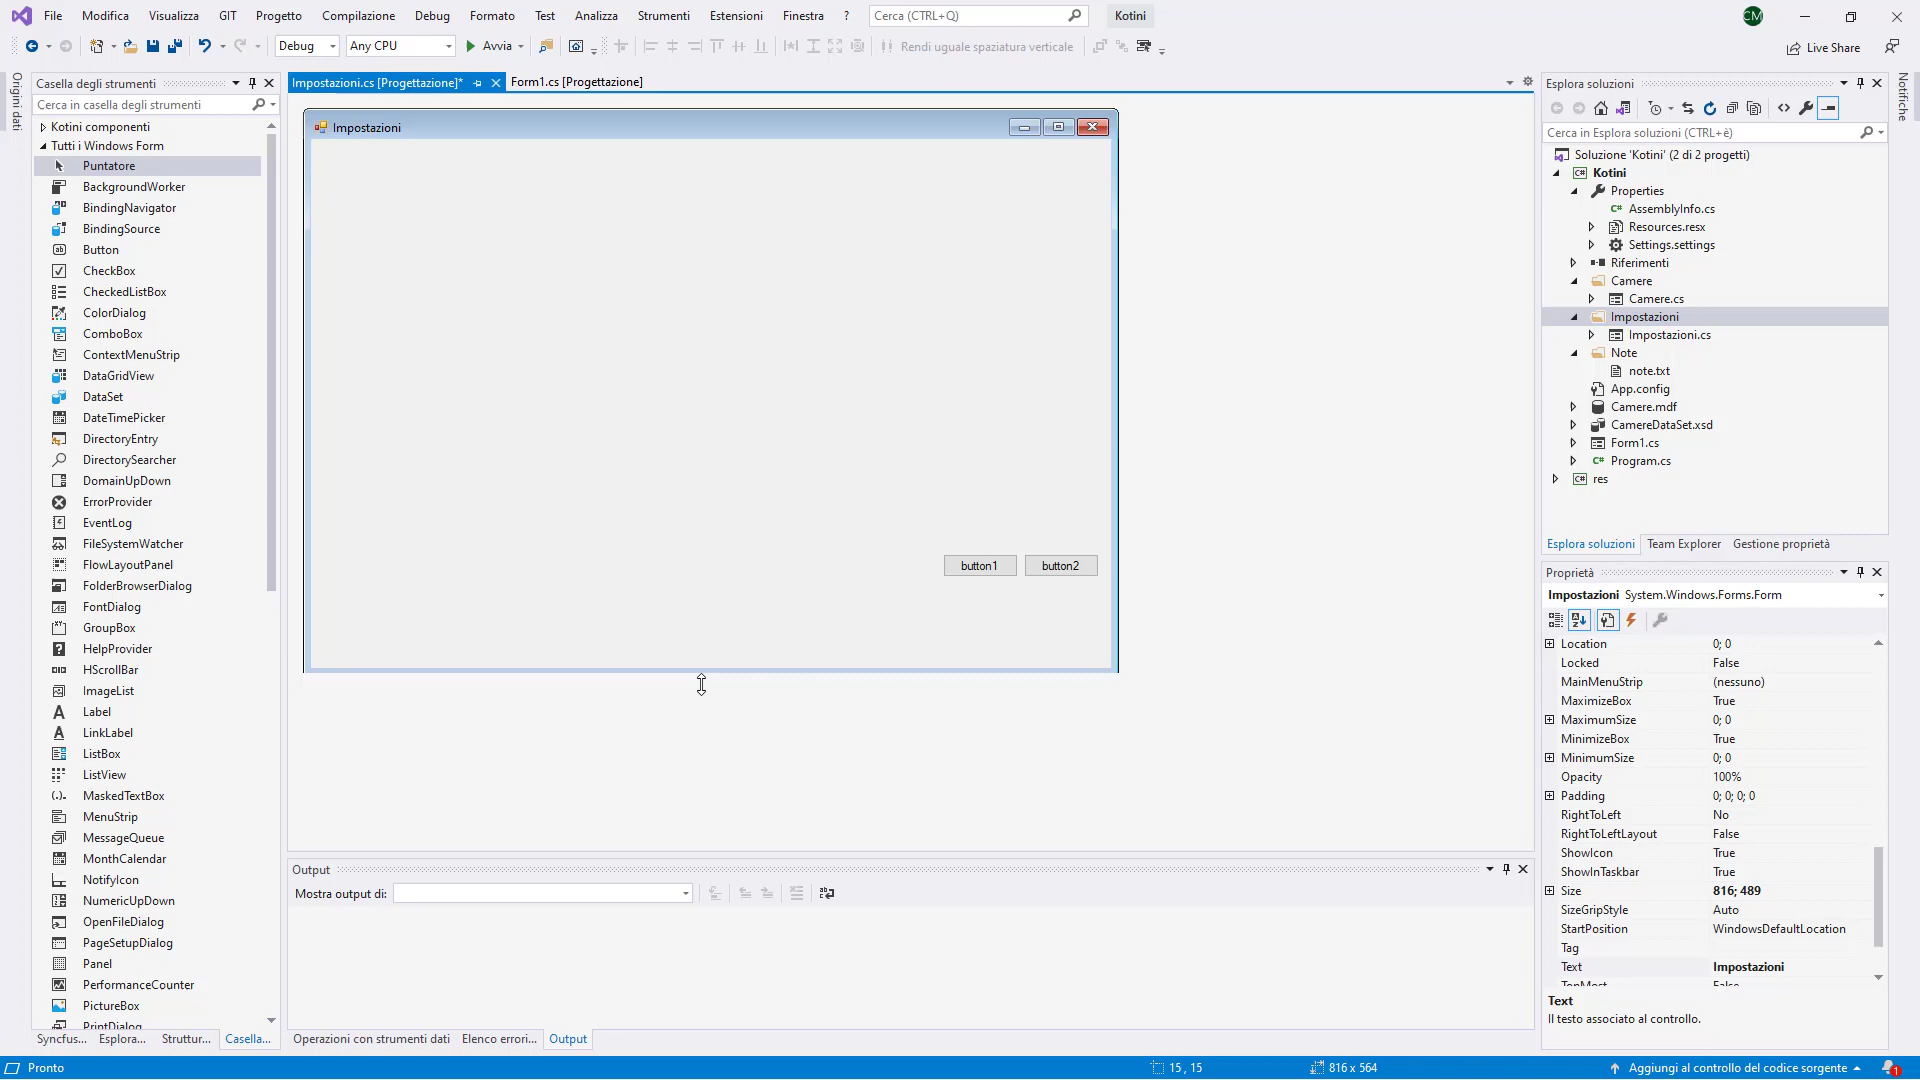 File Modifica Visualizza GIT Progetto Compilazione Debug Formato Test Analizza Strumenti Estensioni Finestra ? Cerca (CTRL+Q) Kotini CM
Debug Any CPU Avvia Rendi uguale spaziatura verticale Live Share
Origini dati
Casella degli strumenti
Cerca in casella degli strumenti
Kotini componenti
Tutti i Windows Form
Puntatore
BackgroundWorker
BindingNavigator
BindingSource
Button
CheckBox
CheckedListBox
ColorDialog
ComboBox
ContextMenuStrip
DataGridView
DataSet
DateTimePicker
DirectoryEntry
DirectorySearcher
DomainUpDown
ErrorProvider
EventLog
FileSystemWatcher
FlowLayoutPanel
FolderBrowserDialog
FontDialog
GroupBox
HelpProvider
HScrollBar
ImageList
Label
LinkLabel
ListBox
ListView
MaskedTextBox
MenuStrip
MessageQueue
MonthCalendar
NotifyIcon
NumericUpDown
OpenFileDialog
PageSetupDialog
Panel
PerformanceCounter
PictureBox
PrintDialog
Syncfus... Esplora... Struttur... Casella...
Impostazioni.cs [Progettazione]* Form1.cs [Progettazione]
Impostazioni
button1 button2
Output
Mostra output di:
Operazioni con strumenti dati Elenco errori... Output
Esplora soluzioni
Cerca in Esplora soluzioni (CTRL+è)
Soluzione 'Kotini' (2 di 2 progetti)
Kotini
Properties
AssemblyInfo.cs
Resources.resx
Settings.settings
Riferimenti
Camere
Camere.cs
Impostazioni
Impostazioni.cs
Note
note.txt
App.config
Camere.mdf
CamereDataSet.xsd
Form1.cs
Program.cs
res
Esplora soluzioni Team Explorer Gestione proprietà
Notifiche
Proprietà
Impostazioni System.Windows.Forms.Form
Location 0; 0
Locked False
MainMenuStrip (nessuno)
MaximizeBox True
MaximumSize 0; 0
MinimizeBox True
MinimumSize 0; 0
Opacity 100%
Padding 0; 0; 0; 0
RightToLeft No
RightToLeftLayout False
ShowIcon True
ShowInTaskbar True
Size 816; 489
SizeGripStyle Auto
StartPosition WindowsDefaultLocation
Tag
Text Impostazioni
TopMost False
Text
Il testo associato al controllo.
Pronto 15 , 15 816 x 564 Aggiungi al controllo del codice sorgente 1